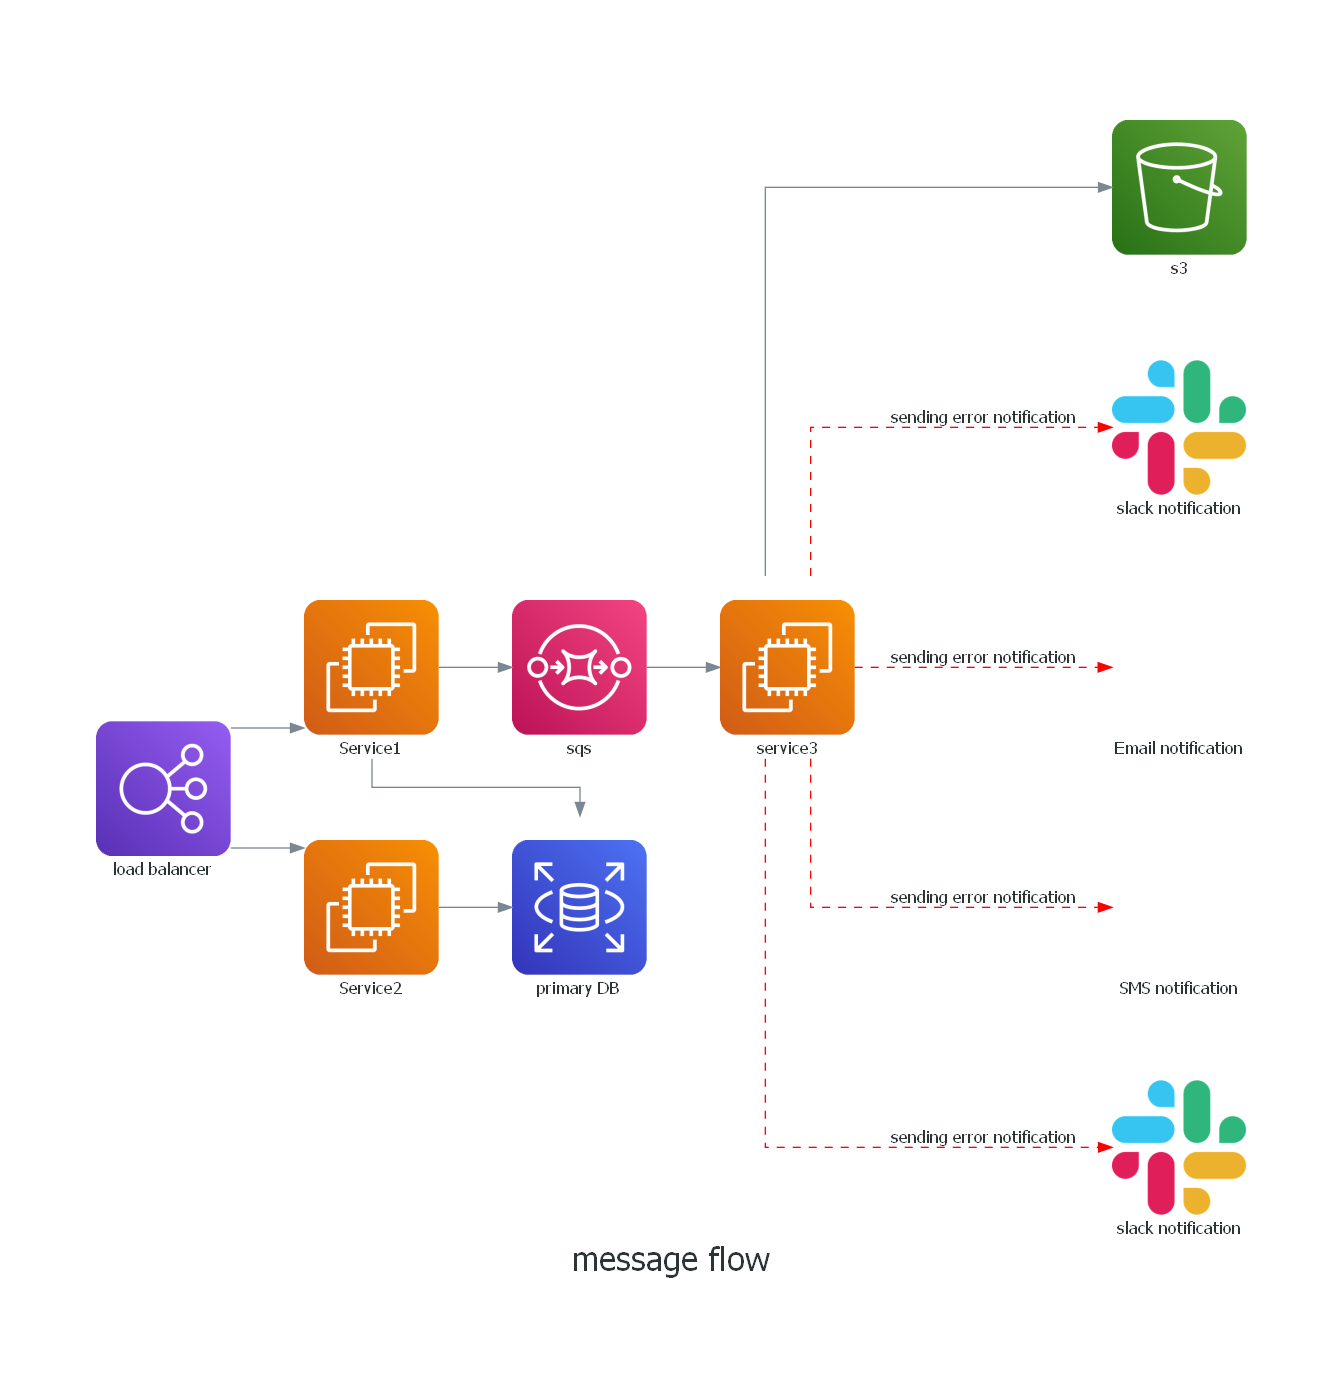 s3
sending error notification
slack notification
sending error notification
Service1
sqs
service3
Email notification
load balancer
sending error notification
Service2
primary DB
SMS notification
sending error notification
slack notification
message flow